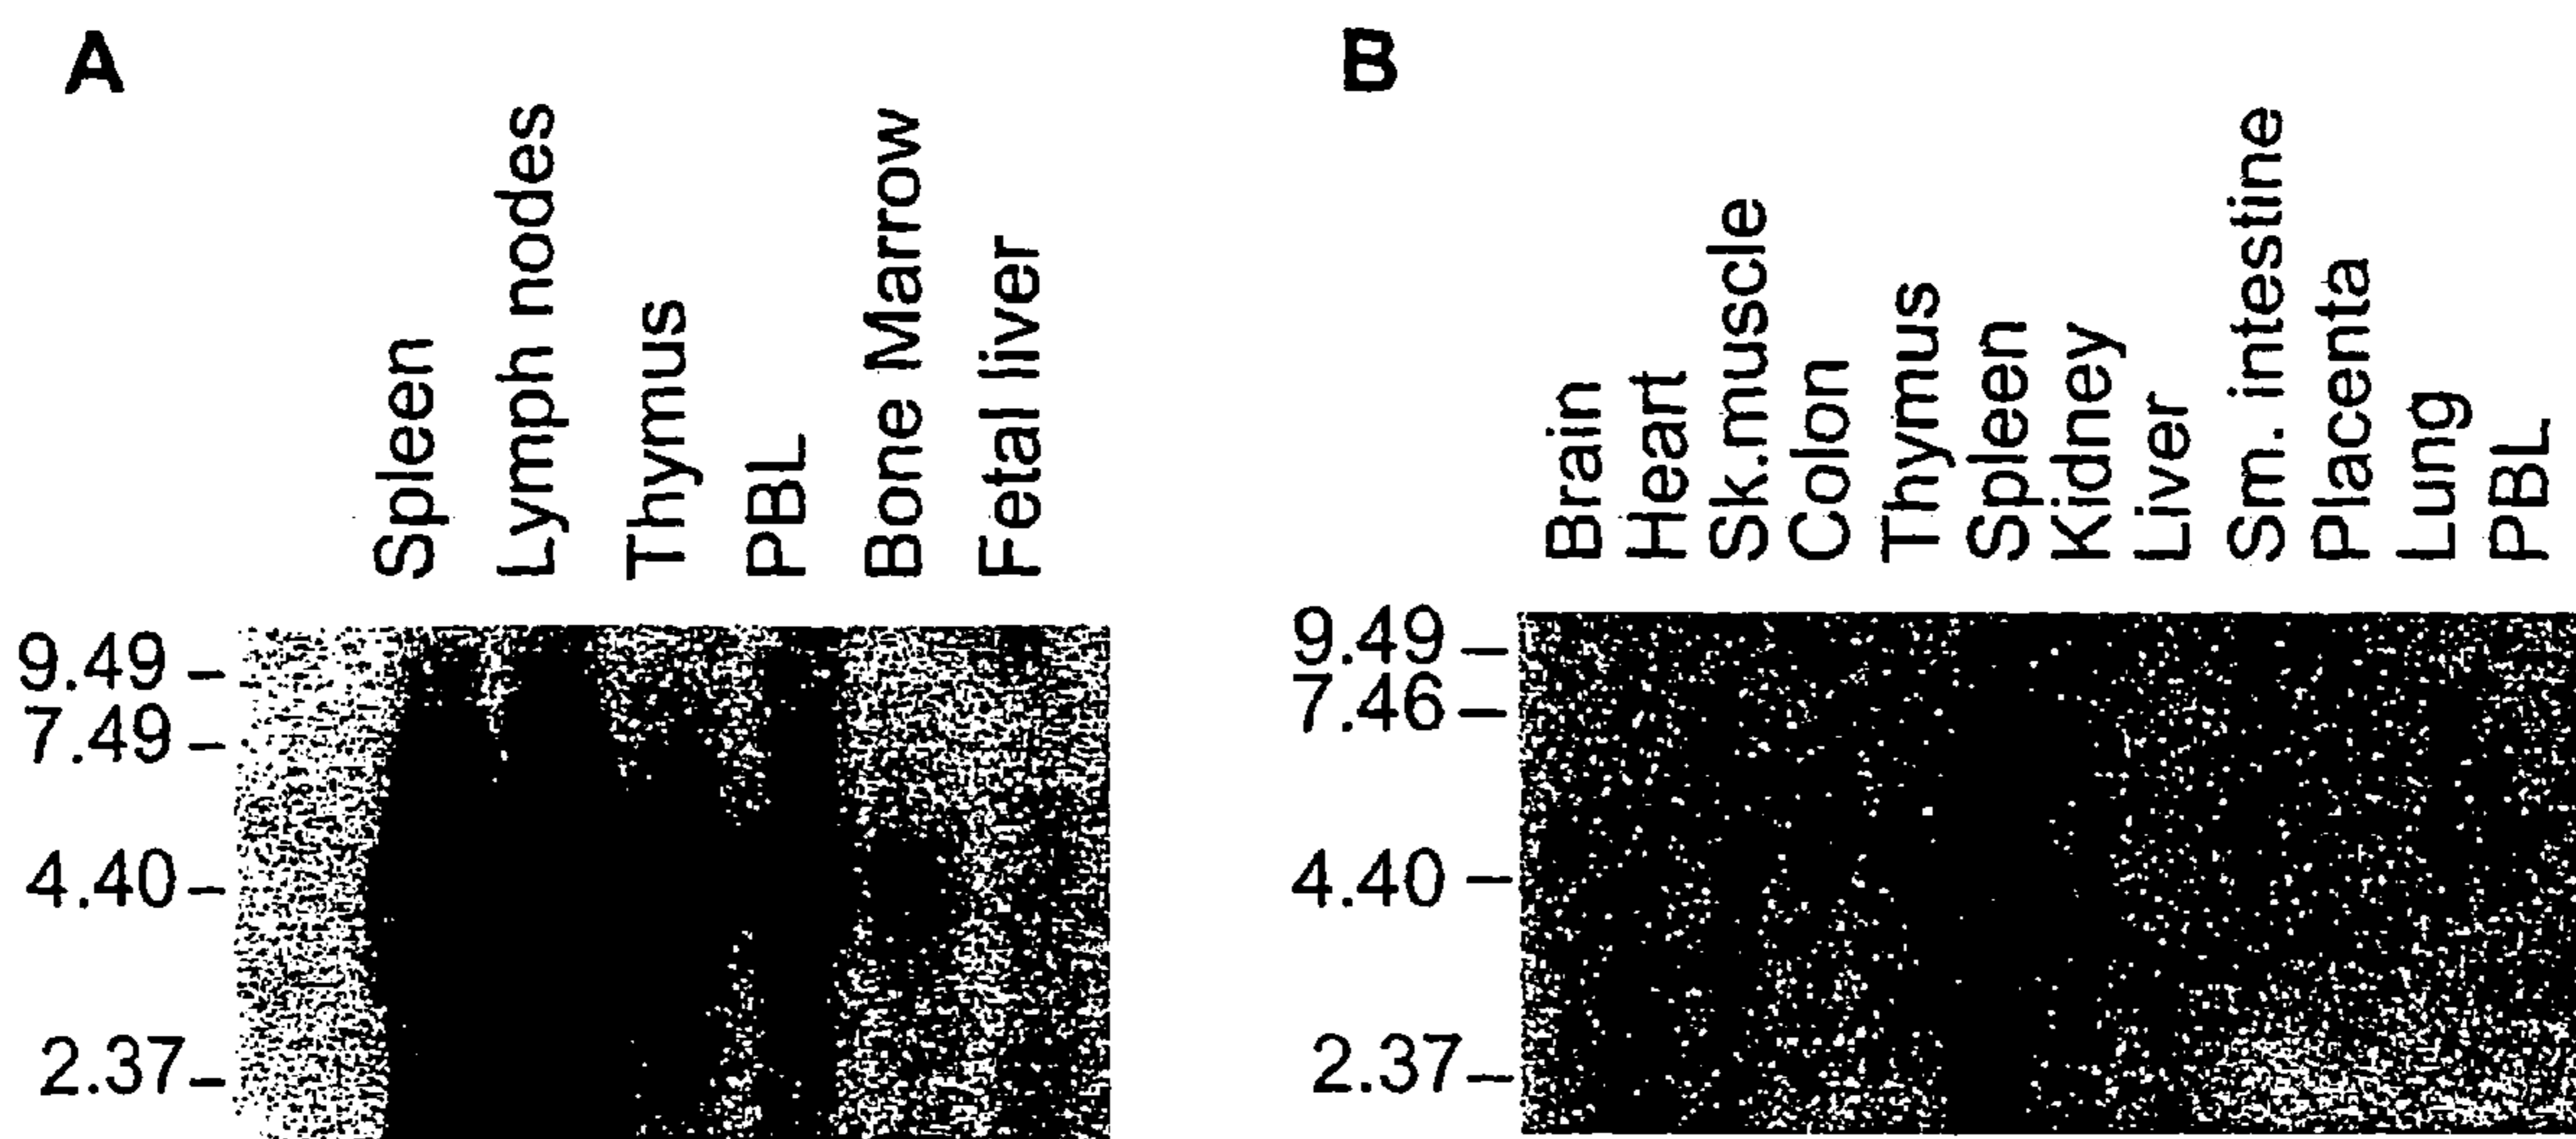 A
Spleen
Lymph nodes
Thymus
PBL
Bone Marrow
Fetal liver
9.49
7.49
4.40
2.37
B
Brain
Heart
Sk.muscle
Colon
Thymus
Spleen
Kidney
Liver
Sm. intestine
Placenta
Lung
PBL
9.49
7.46
4.40
2.37